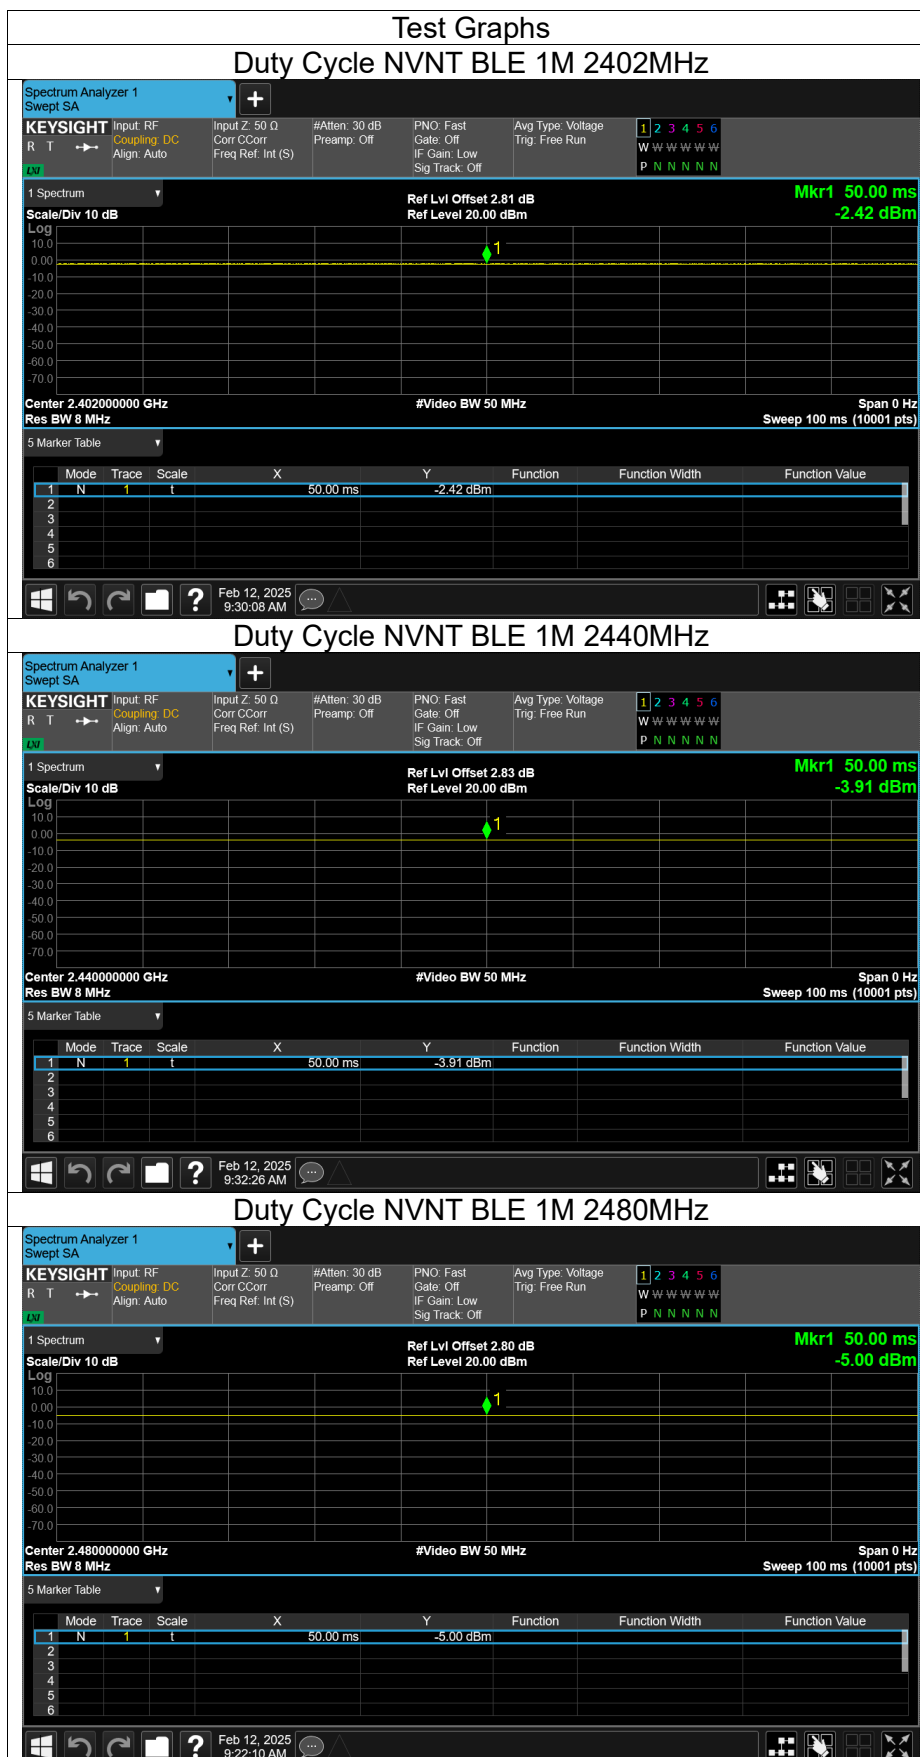 Test Graphs
Duty Cycle NVNT BLE 1M 2402MHz
Spectrum Analyzer 1
Swept SA
KEYSIGHT Input: RF Input Z: 50 Ω #Atten: 30 dB PNO: Fast Avg Type: Voltage 1 2 3 4 5 6
R T Coupling: DC Corr CCorr Preamp: Off Gate: Off Trig: Free Run W W W W W W
Align: Auto Freq Ref: Int (S) IF Gain: Low P N N N N N
LXI Sig Track: Off
1 Spectrum Ref Lvl Offset 2.81 dB Mkr1 50.00 ms
Scale/Div 10 dB Ref Level 20.00 dBm -2.42 dBm
Log
10.0
0.00
-10.0
-20.0
-30.0
-40.0
-50.0
-60.0
-70.0
1
Center 2.402000000 GHz #Video BW 50 MHz Span 0 Hz
Res BW 8 MHz Sweep 100 ms (10001 pts)
5 Marker Table
Mode Trace Scale X Y Function Function Width Function Value
1 N 1 t 50.00 ms -2.42 dBm
2
3
4
5
6
? Feb 12, 2025
9:30:08 AM
Duty Cycle NVNT BLE 1M 2440MHz
Spectrum Analyzer 1
Swept SA
KEYSIGHT Input: RF Input Z: 50 Ω #Atten: 30 dB PNO: Fast Avg Type: Voltage 1 2 3 4 5 6
R T Coupling: DC Corr CCorr Preamp: Off Gate: Off Trig: Free Run W W W W W W
Align: Auto Freq Ref: Int (S) IF Gain: Low P N N N N N
LXI Sig Track: Off
1 Spectrum Ref Lvl Offset 2.83 dB Mkr1 50.00 ms
Scale/Div 10 dB Ref Level 20.00 dBm -3.91 dBm
Log
10.0
0.00
-10.0
-20.0
-30.0
-40.0
-50.0
-60.0
-70.0
1
Center 2.440000000 GHz #Video BW 50 MHz Span 0 Hz
Res BW 8 MHz Sweep 100 ms (10001 pts)
5 Marker Table
Mode Trace Scale X Y Function Function Width Function Value
1 N 1 t 50.00 ms -3.91 dBm
2
3
4
5
6
? Feb 12, 2025
9:32:26 AM
Duty Cycle NVNT BLE 1M 2480MHz
Spectrum Analyzer 1
Swept SA
KEYSIGHT Input: RF Input Z: 50 Ω #Atten: 30 dB PNO: Fast Avg Type: Voltage 1 2 3 4 5 6
R T Coupling: DC Corr CCorr Preamp: Off Gate: Off Trig: Free Run W W W W W W
Align: Auto Freq Ref: Int (S) IF Gain: Low P N N N N N
LXI Sig Track: Off
1 Spectrum Ref Lvl Offset 2.80 dB Mkr1 50.00 ms
Scale/Div 10 dB Ref Level 20.00 dBm -5.00 dBm
Log
10.0
0.00
-10.0
-20.0
-30.0
-40.0
-50.0
-60.0
-70.0
1
Center 2.480000000 GHz #Video BW 50 MHz Span 0 Hz
Res BW 8 MHz Sweep 100 ms (10001 pts)
5 Marker Table
Mode Trace Scale X Y Function Function Width Function Value
1 N 1 t 50.00 ms -5.00 dBm
2
3
4
5
6
? Feb 12, 2025
9:22:10 AM